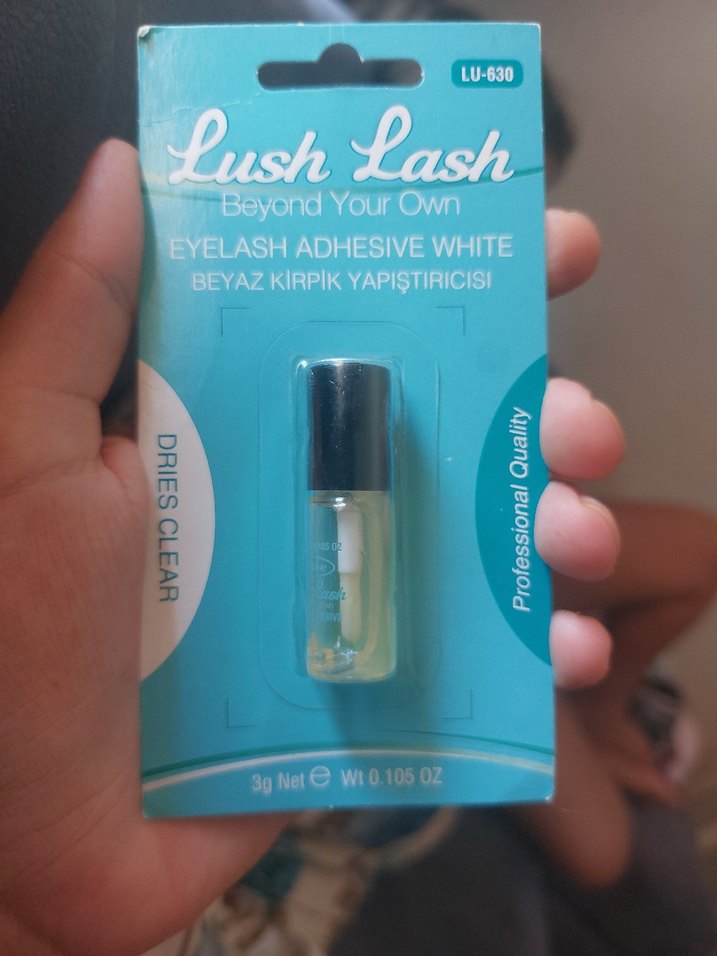 LU-630
Lush Lash
Beyond Your Own
EYELASH ADHESIVE WHITE
BEYAZ KİRPİK YAPIŞTIRICISI
DRIES CLEAR
Professional Quality
3g Net ℮ Wt 0.105 OZ